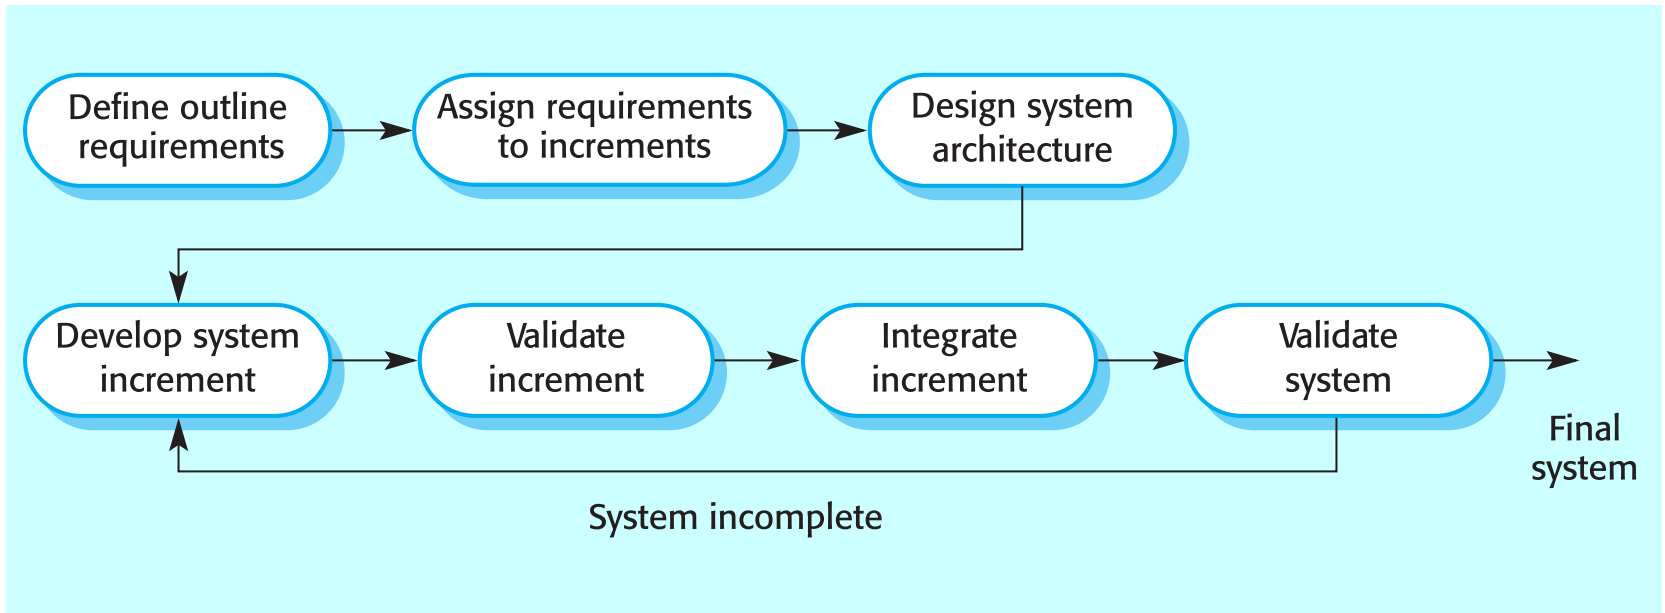 Define outline
requirements
Assign requirements
to increments
Design system
architecture
Develop system
increment
Validate
increment
Integrate
increment
Validate
system
Final
system
System incomplete